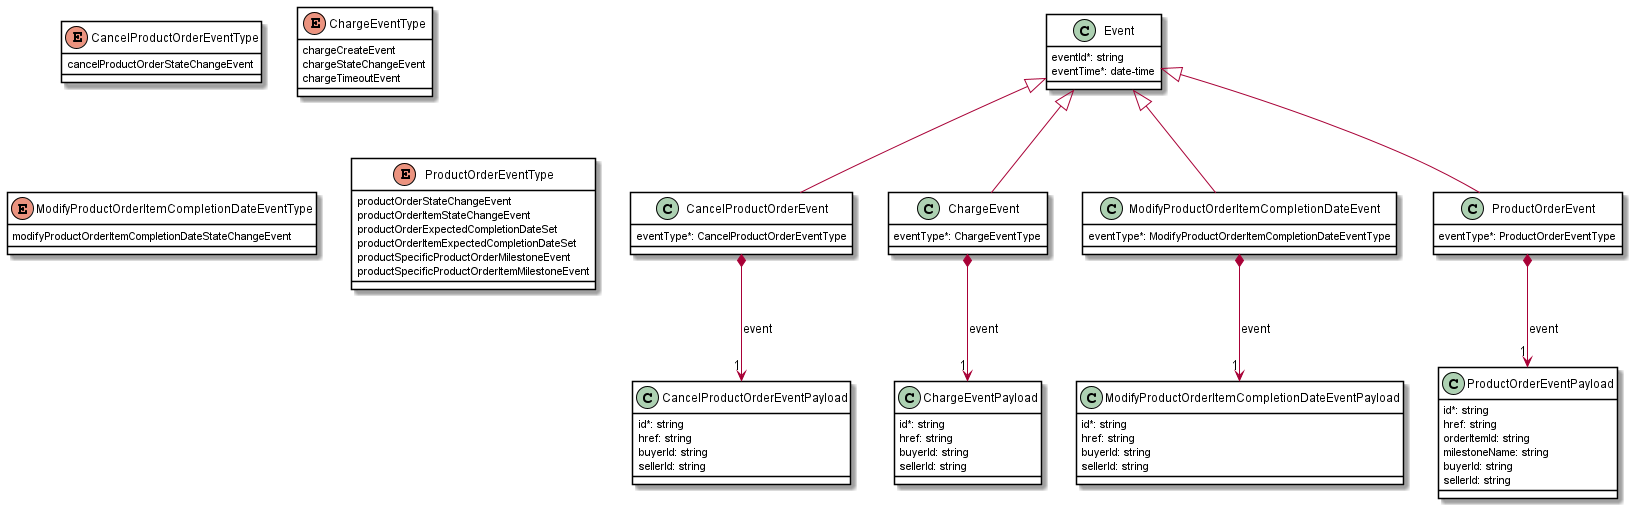 E CancelProductOrderEventType
cancelProductOrderStateChangeEvent
E ChargeEventType
chargeCreateEvent
chargeStateChangeEvent
chargeTimeoutEvent
C Event
eventId*: string
eventTime*: date-time
E ModifyProductOrderItemCompletionDateEventType
modifyProductOrderItemCompletionDateStateChangeEvent
E ProductOrderEventType
productOrderStateChangeEvent
productOrderItemStateChangeEvent
productOrderExpectedCompletionDateSet
productOrderItemExpectedCompletionDateSet
productSpecificProductOrderMilestoneEvent
productSpecificProductOrderItemMilestoneEvent
C CancelProductOrderEvent
eventType*: CancelProductOrderEventType
C ChargeEvent
eventType*: ChargeEventType
C ModifyProductOrderItemCompletionDateEvent
eventType*: ModifyProductOrderItemCompletionDateEventType
C ProductOrderEvent
eventType*: ProductOrderEventType
event
1
event
1
event
1
event
1
C CancelProductOrderEventPayload
id*: string
href: string
buyerId: string
sellerId: string
C ChargeEventPayload
id*: string
href: string
buyerId: string
sellerId: string
C ModifyProductOrderItemCompletionDateEventPayload
id*: string
href: string
buyerId: string
sellerId: string
C ProductOrderEventPayload
id*: string
href: string
orderItemId: string
milestoneName: string
buyerId: string
sellerId: string